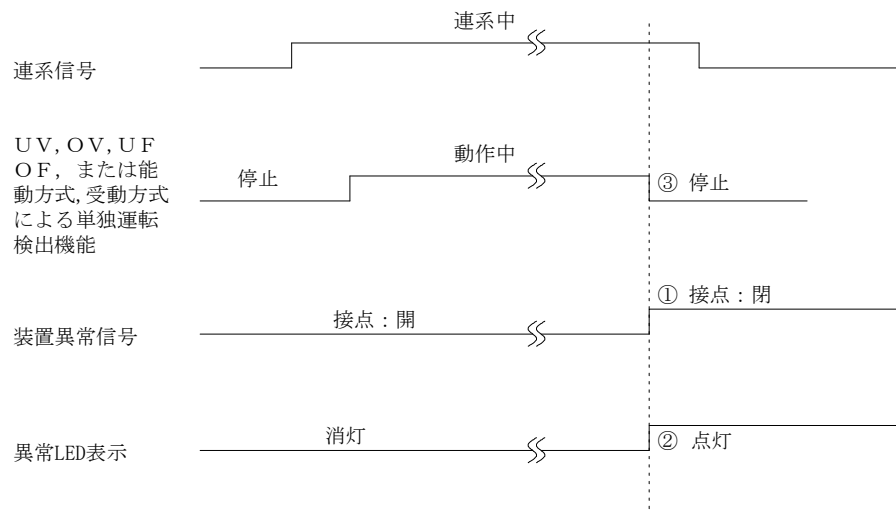 連系中
連系信号
ＵＶ,ＯＶ,ＵＦ
ＯＦ, または能
動方式,受動方式
による単独運転
検出機能
停止
動作中
③ 停止
① 接点：閉
装置異常信号
接点：開
異常LED表示
消灯
② 点灯